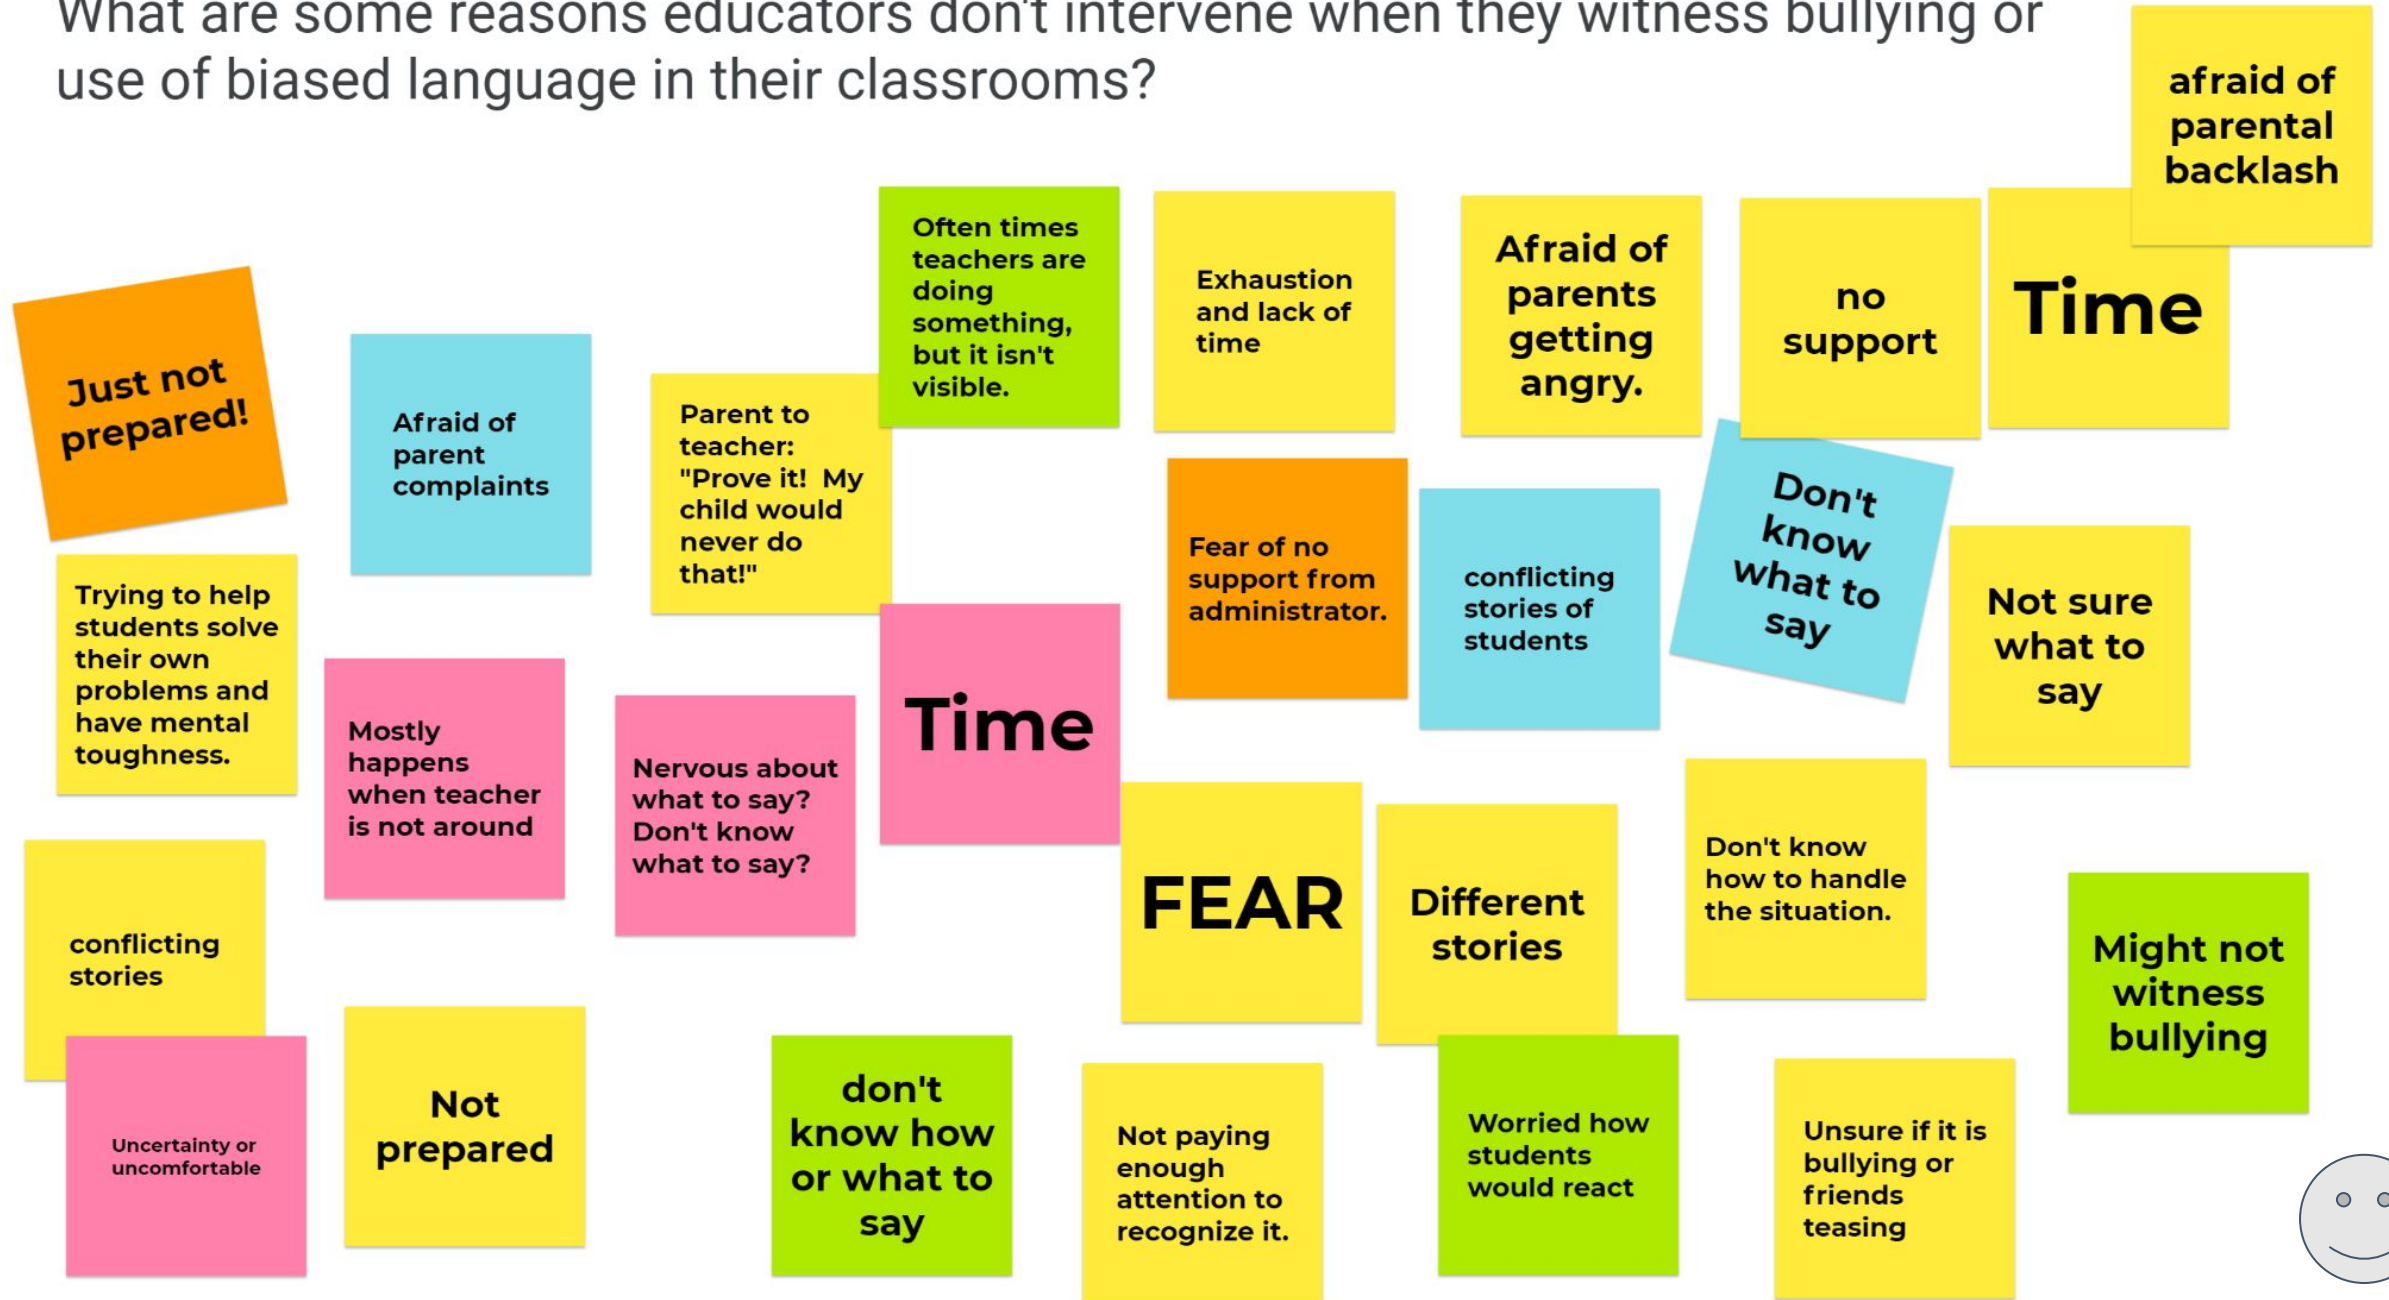 What are some reasons educators don't intervene when they witness bullying or
use of biased language in their classrooms?
afraid of
parental
backlash
Often times
teachers are
doing
something,
but it isn't
visible.
Exhaustion
and lack of
time
Afraid of
parents
getting
angry.
no
support
Time
Just not
prepared!
Afraid of
parent
complaints
Parent to
teacher:
"Prove it!  My
child would
never do
that!"
Fear of no
support from
administrator.
conflicting
stories of
students
Don't
know
what to
say
Not sure
what to
say
Trying to help
students solve
their own
problems and
have mental
toughness.
Mostly
happens
when teacher
is not around
Nervous about
what to say?
Don't know
what to say?
Time
FEAR
Different
stories
Don't know
how to handle
the situation.
Might not
witness
bullying
conflicting
stories
Uncertainty or
uncomfortable
Not
prepared
don't
know how
or what to
say
Not paying
enough
attention to
recognize it.
Worried how
students
would react
Unsure if it is
bullying or
friends
teasing